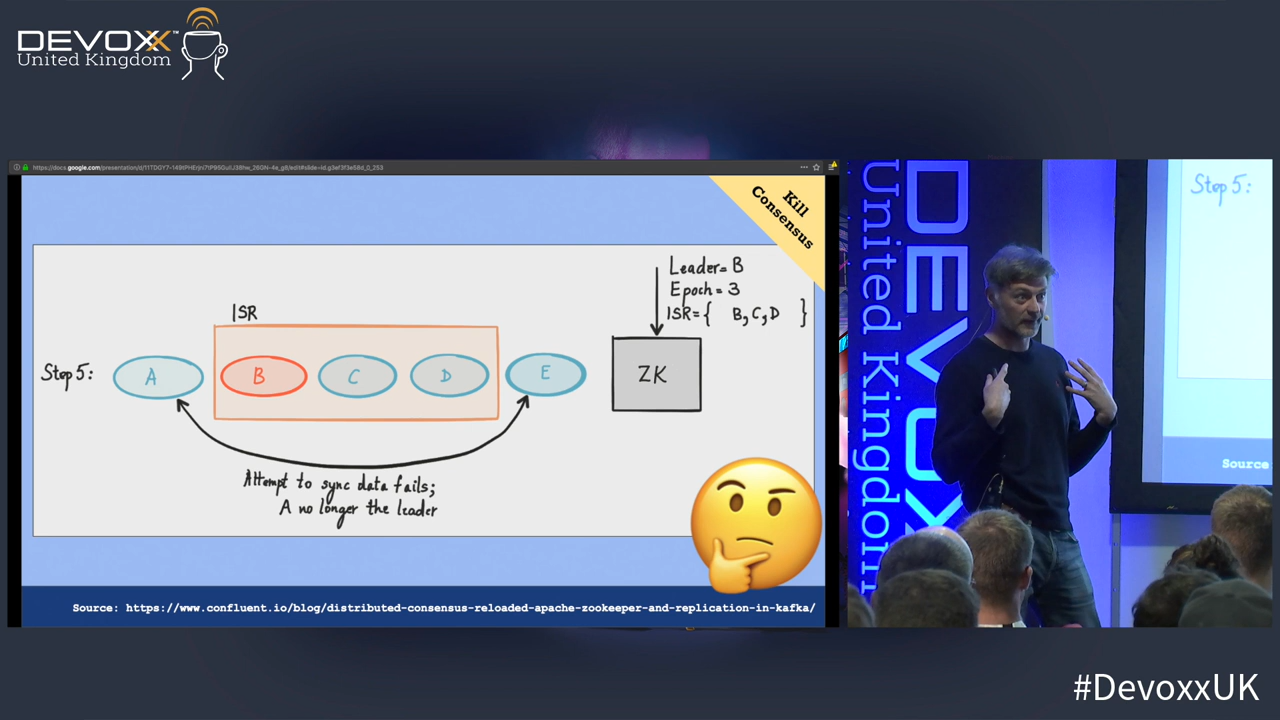 DEVOXX™
United Kingdom
Kill
Consensus
Leader= B
Epoch = 3
ISR={ B,C,D }
ISR
Step 5:
A
B
C
D
E
ZK
Attempt to sync data fails;
A no longer the leader
Source: https://www.confluent.io/blog/distributed-consensus-reloaded-apache-zookeeper-and-replication-in-kafka/
United Kingdom
DEVOX
Step 5:
Source
#DevoxxUK